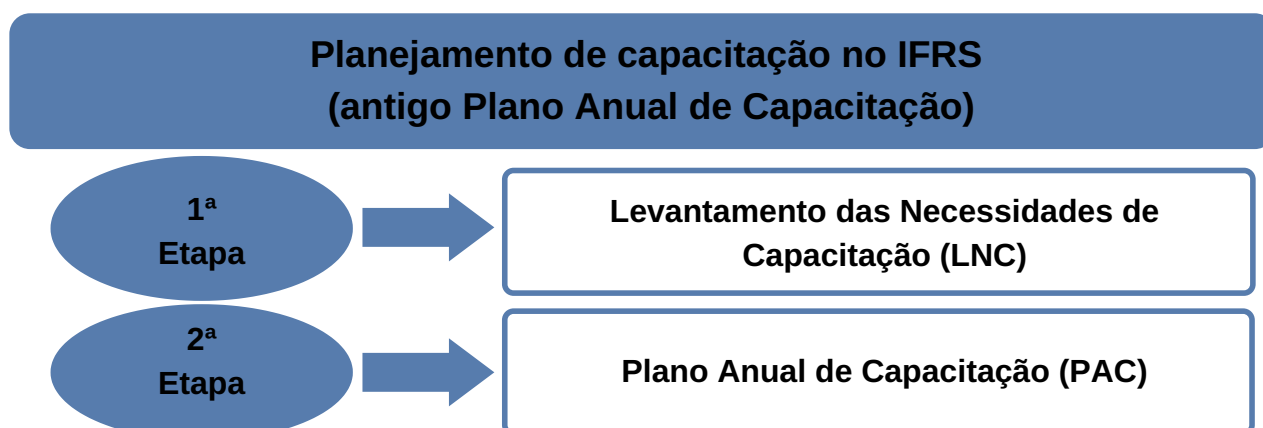 Planejamento de capacitação no IFRS
(antigo Plano Anual de Capacitação)
1ª
Etapa
Levantamento das Necessidades de
Capacitação (LNC)
2ª
Etapa
Plano Anual de Capacitação (PAC)